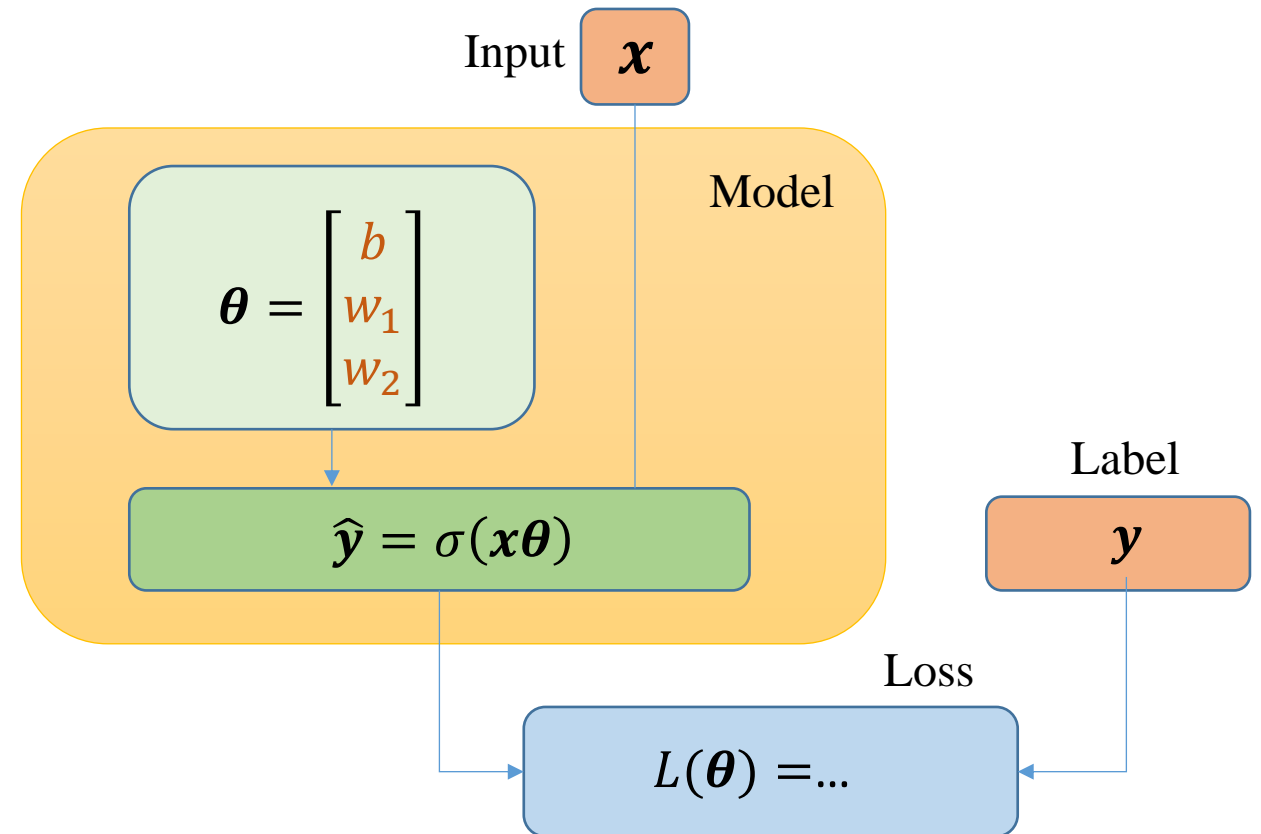 Input
x
Model
θ = [b w₁ w₂]
ŷ = σ(xθ)
Label
y
Loss
L(θ) =...